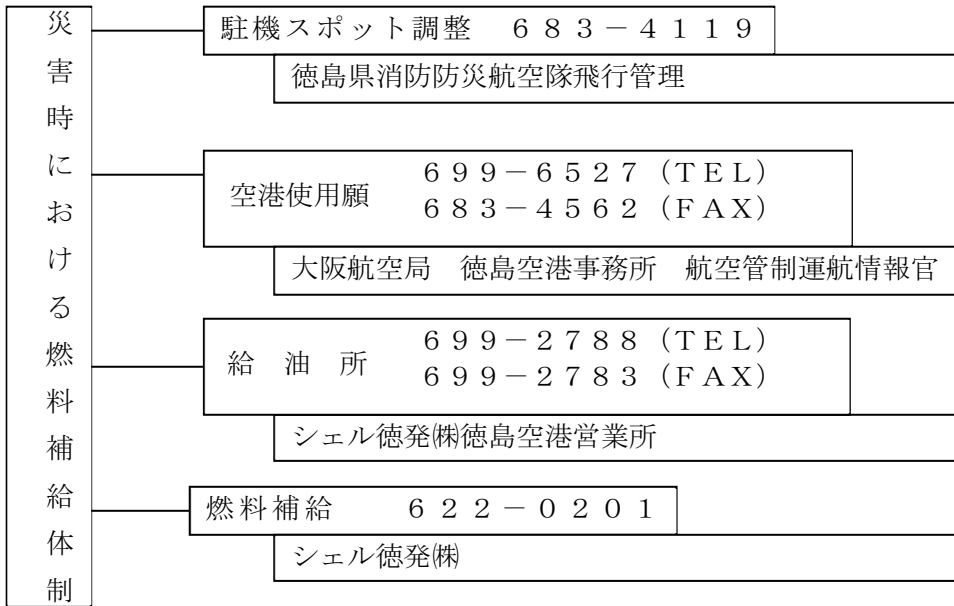 災害時における燃料補給体制
駐機スポット調整　６８３－４１１９
徳島県消防防災航空隊飛行管理
空港使用願　６９９－６５２７（ＴＥＬ）
６８３－４５６２（ＦＡＸ）
大阪航空局　徳島空港事務所　航空管制運航情報官
給　油　所　６９９－２７８８（ＴＥＬ）
６９９－２７８３（ＦＡＸ）
シェル徳発㈱徳島空港営業所
燃料補給　６２２－０２０１
シェル徳発㈱